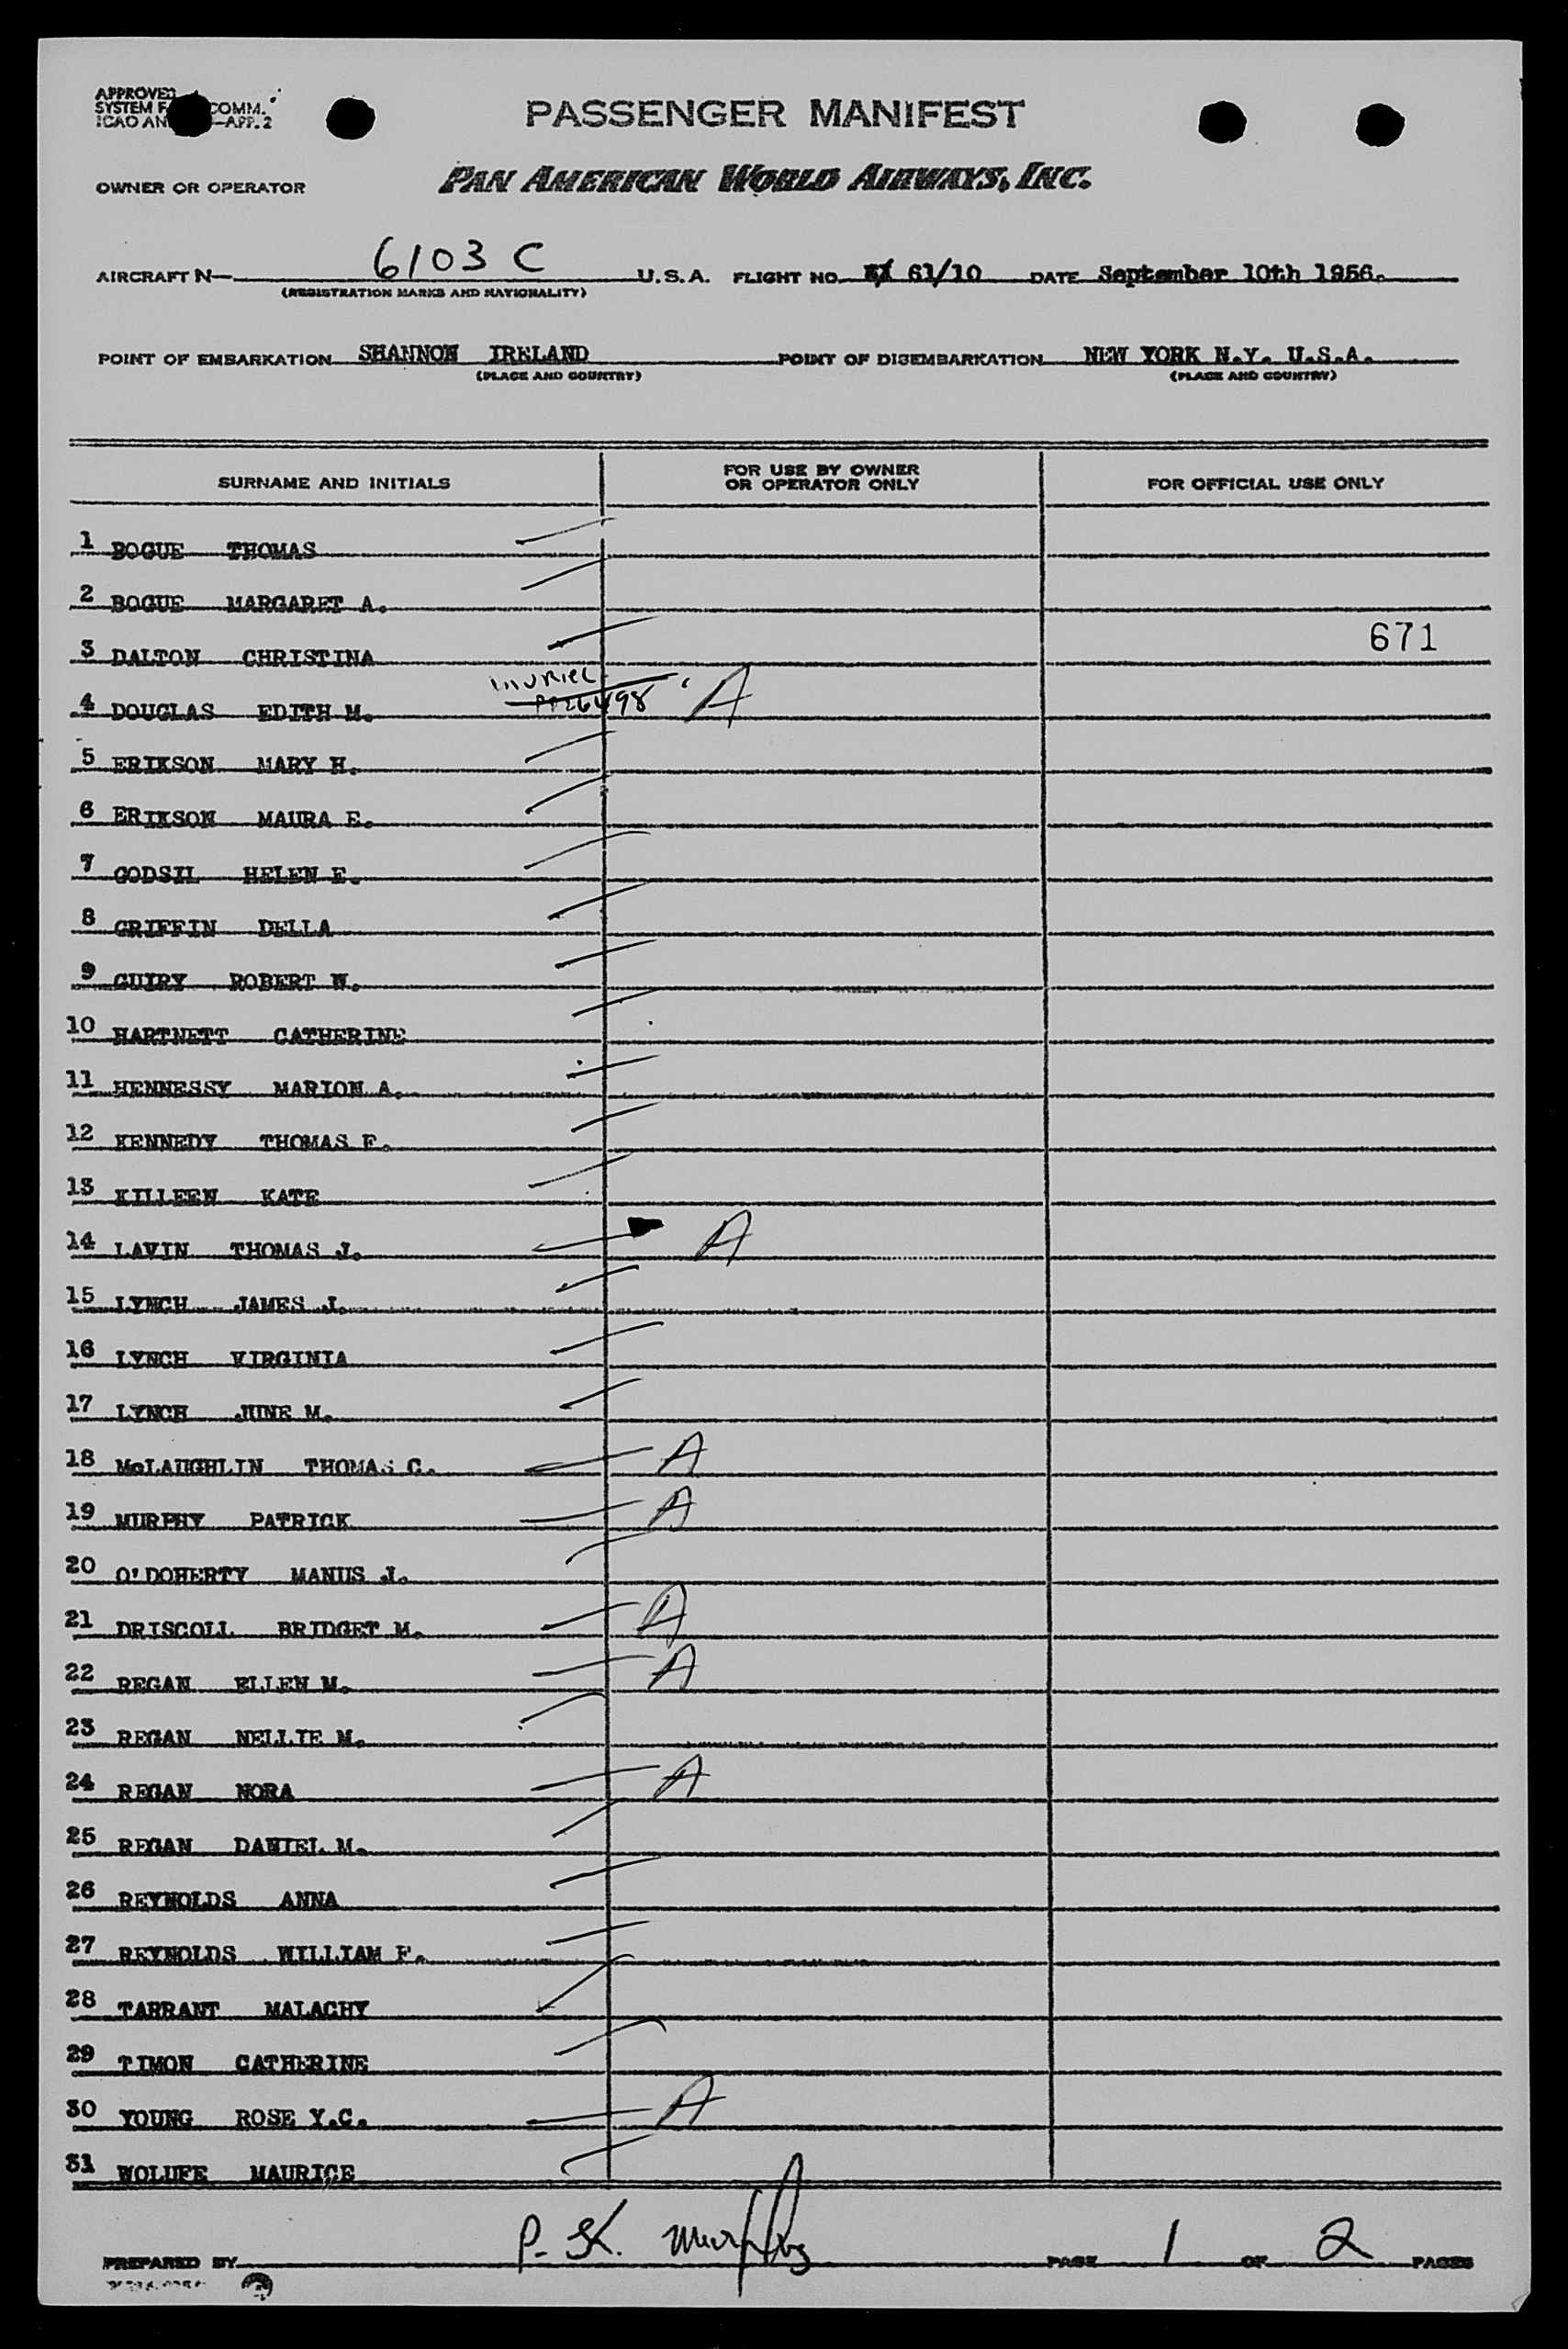 APPROVED
SYSTEM F COMM.
ICAO AN —APP. 2
PASSENGER MANIFEST
OWNER OR OPERATOR PAN AMERICAN WORLD AIRWAYS, INC.
AIRCRAFT N— 6103 C U.S.A. FLIGHT NO. 61/10 DATE September 10th 1956.
(REGISTRATION MARKS AND NATIONALITY)
POINT OF EMBARKATION SHANNON IRELAND POINT OF DISEMBARKATION NEW YORK N.Y. U.S.A.
(PLACE AND COUNTRY) (PLACE AND COUNTRY)
SURNAME AND INITIALS FOR USE BY OWNER OR OPERATOR ONLY FOR OFFICIAL USE ONLY
1 BOGUE THOMAS
2 BOGUE MARGARET A.
671
3 DALTON CHRISTINA
MURIEL
4 DOUGLAS EDITH M. A
5 ERIKSON MARY H.
6 ERIKSON MAURA E.
7 GODSIL HELEN E.
8 GRIFFIN DELLA
9 GUIRY ROBERT W.
10 HARTNETT CATHERINE
11 HENNESSY MARION A.
12 KENNEDY THOMAS F.
13 KILLEEN KATE
14 LAVIN THOMAS J. A
15 LYNCH JAMES J.
16 LYNCH VIRGINIA
17 LYNCH JUNE M.
18 McLAUGHLIN THOMAS C. A
19 MURPHY PATRICK A
20 O'DOHERTY MANUS J.
21 DRISCOLL BRIDGET M. A
22 REGAN ELLEN M. A
23 REGAN NELLIE M.
24 REGAN NORA A
25 REGAN DANIEL M.
26 REYNOLDS ANNA
27 REYNOLDS WILLIAM F.
28 TARRANT MALACHY
29 TIMON CATHERINE
30 YOUNG ROSE Y.C. A
31 WOLUFE MAURICE
PREPARED BY P. Murphy PAGE 1 OF 2 PAGES